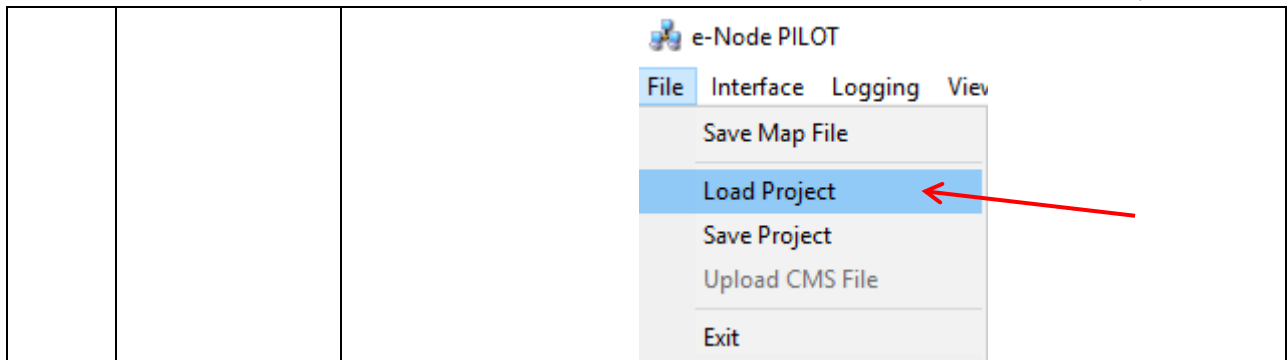 e-Node PILOT
File Interface Logging
Save Map File
Load Project
Save Project
Upload CMS File
Exit